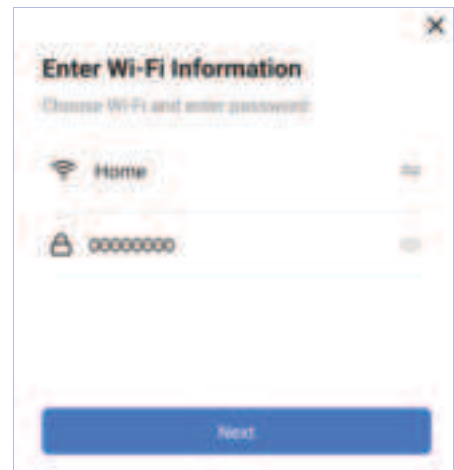 Enter Wi-Fi Information
Choose Wi-Fi and enter password
Home
00000000
Next